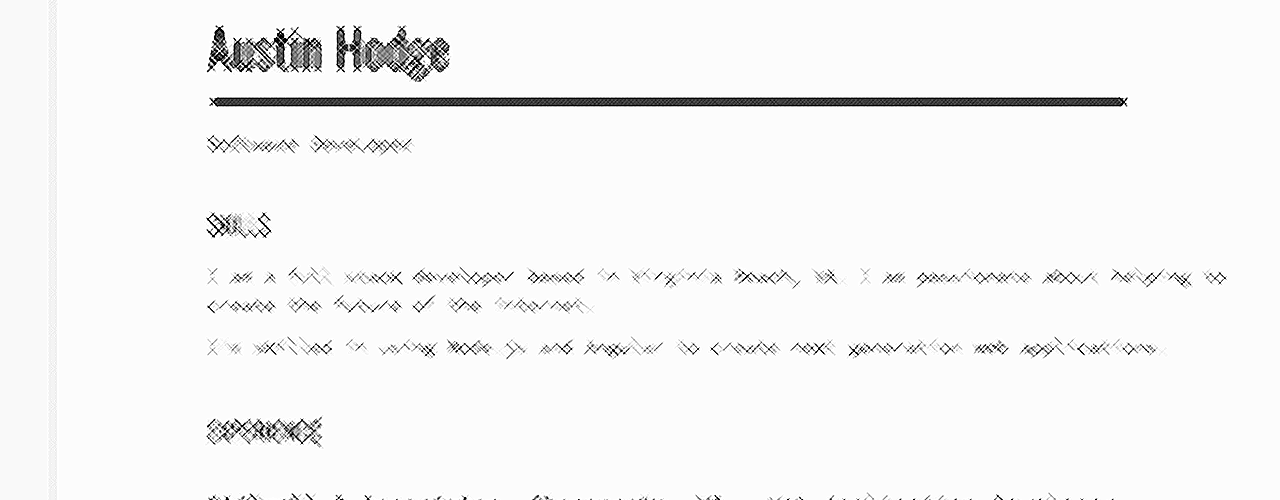 Austin Hodge
Software Developer
SKILLS
I am a full stack developer based in Virginia Beach, VA. I am passionate about helping to
create the future of the internet.
I'm skilled in using Node js and Angular to create next generation web applications.
EXPERIENCE